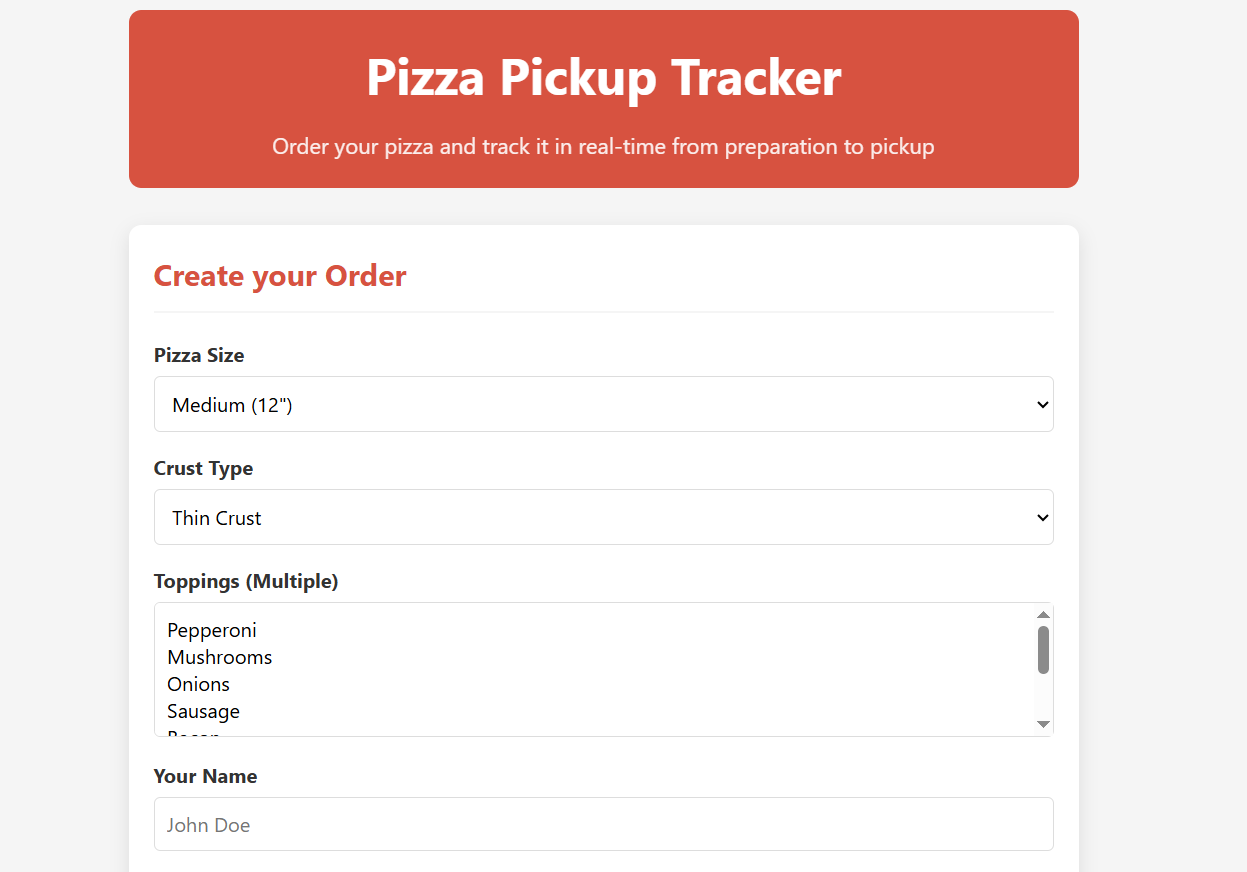 Pizza Pickup Tracker
Order your pizza and track it in real-time from preparation to pickup
Create your Order
Pizza Size
Medium (12")
Crust Type
Thin Crust
Toppings (Multiple)
Pepperoni
Mushrooms
Onions
Sausage
Bacon
Your Name
John Doe